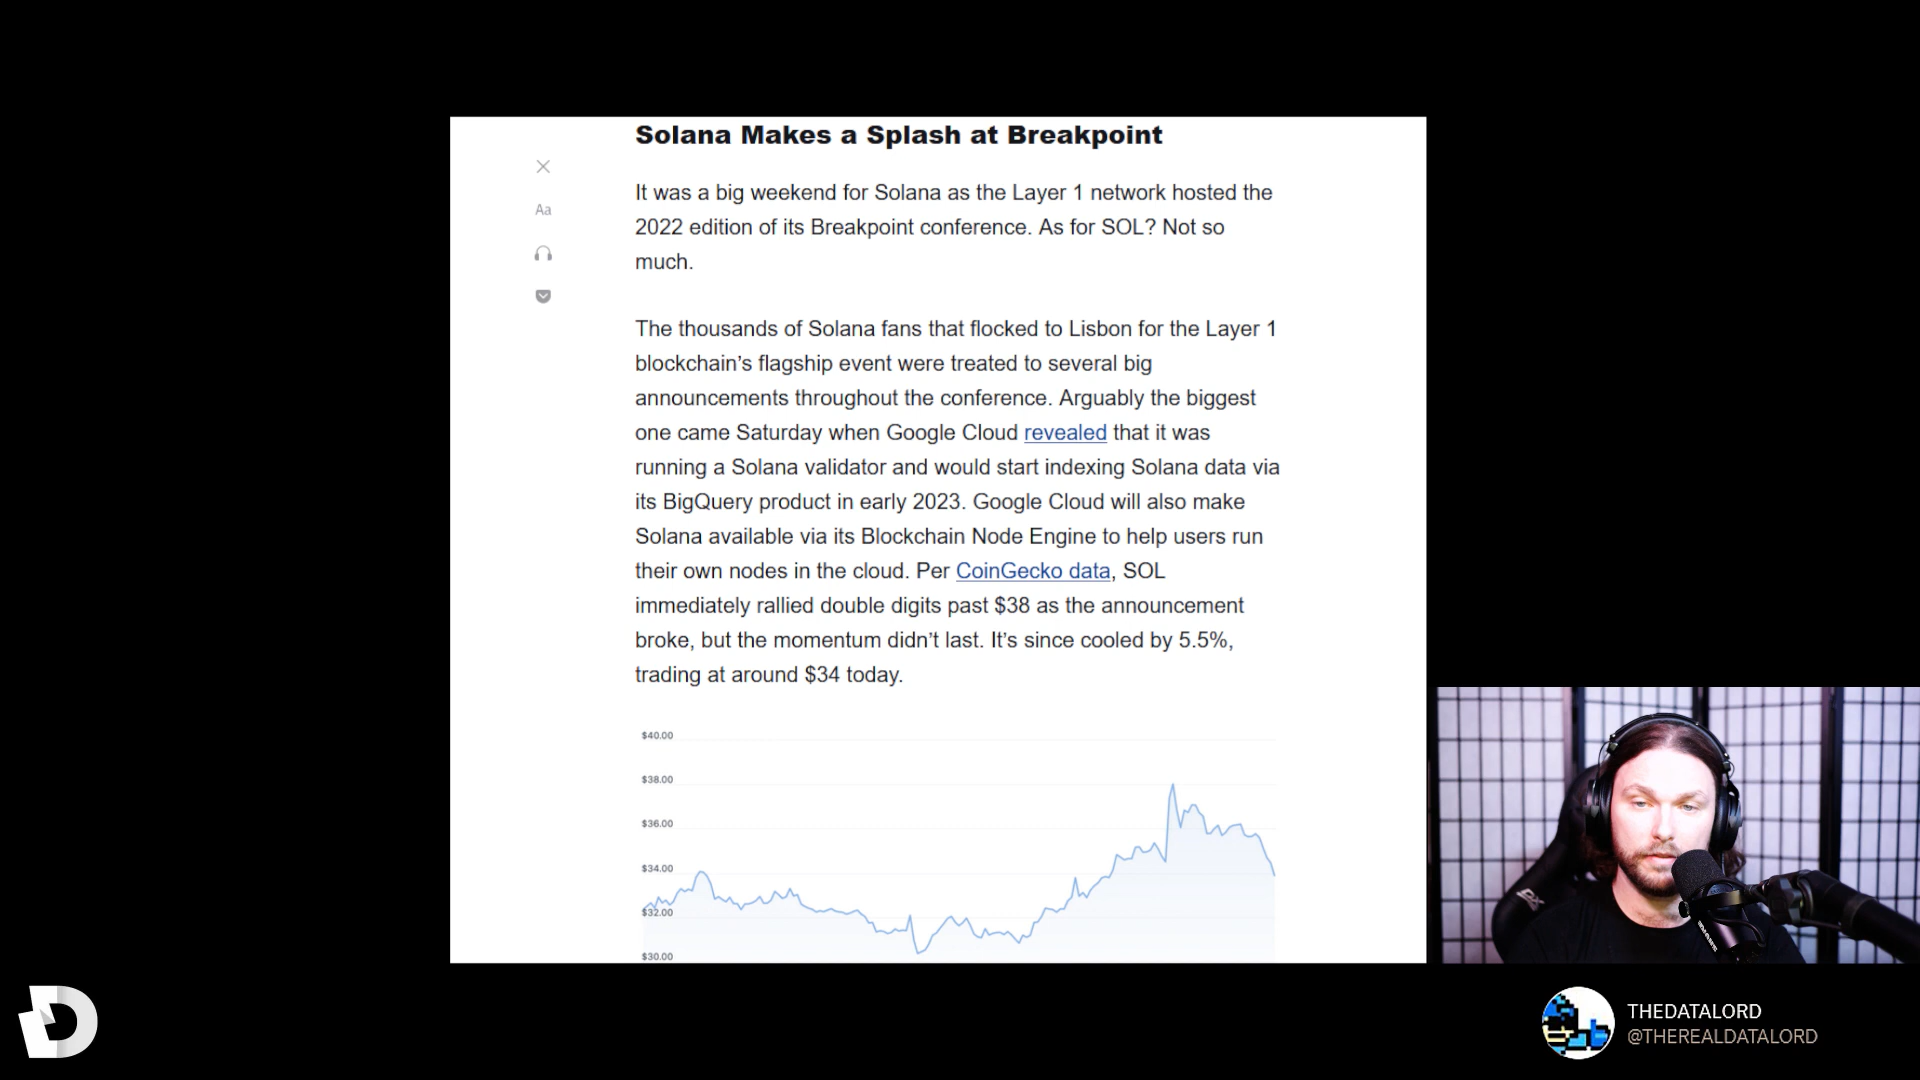 Solana Makes a Splash at Breakpoint
It was a big weekend for Solana as the Layer 1 network hosted the
2022 edition of its Breakpoint conference. As for SOL? Not so
much.
Aa
The thousands of Solana fans that flocked to Lisbon for the Layer 1
blockchain’s flagship event were treated to several big
announcements throughout the conference. Arguably the biggest
one came Saturday when Google Cloud revealed that it was
running a Solana validator and would start indexing Solana data via
its BigQuery product in early 2023. Google Cloud will also make
Solana available via its Blockchain Node Engine to help users run
their own nodes in the cloud. Per CoinGecko data, SOL
immediately rallied double digits past $38 as the announcement
broke, but the momentum didn’t last. It’s since cooled by 5.5%,
trading at around $34 today.
$40.00
$38.00
$36.00
$34.00
$32.00
$30.00
THEDATALORD
@THEREALDATALORD